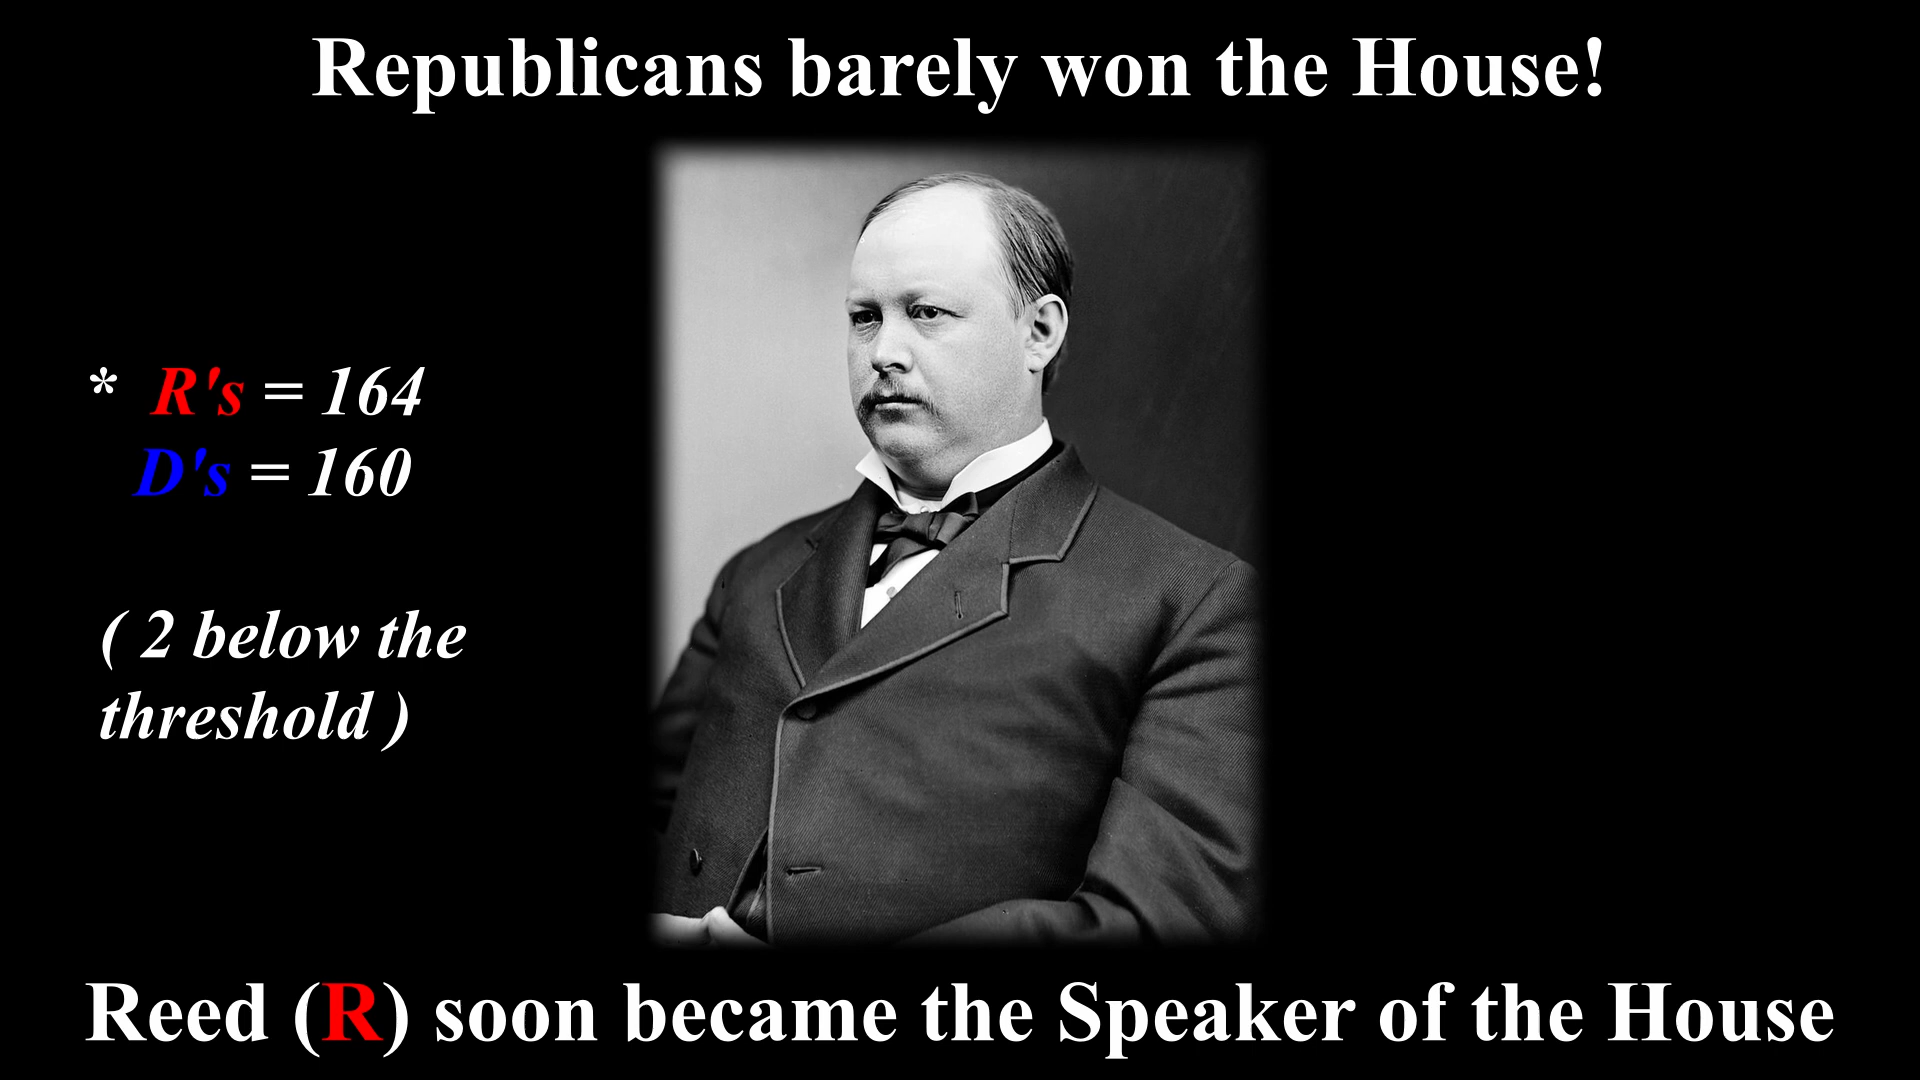 Republicans barely won the House!
* R's = 164
D's = 160
( 2 below the
threshold )
Reed (R) soon became the Speaker of the House